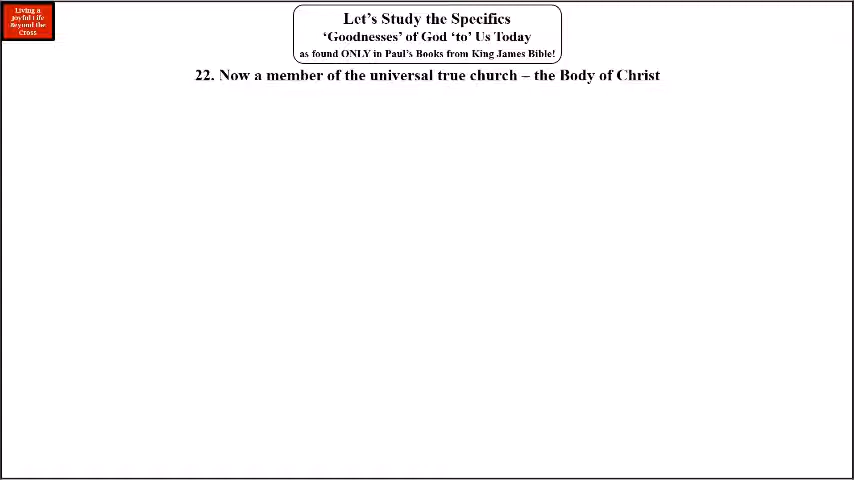 Living a
Joyful Life
Beyond the
Cross
Let’s Study the Specifics
‘Goodnesses’ of God ‘to’ Us Today
as found ONLY in Paul’s Books from King James Bible!
22. Now a member of the universal true church – the Body of Christ